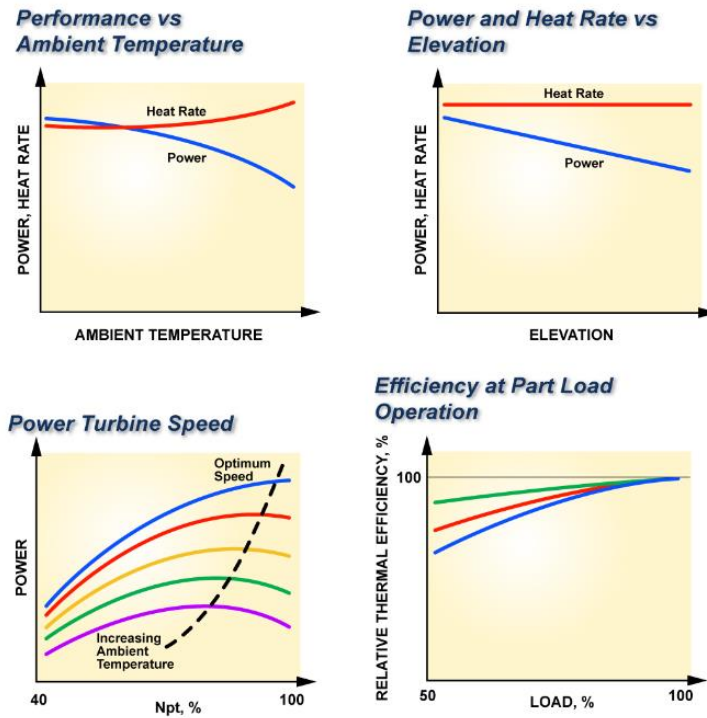 Performance vs
Ambient Temperature
POWER, HEAT RATE
Heat Rate
Power
AMBIENT TEMPERATURE
Power and Heat Rate vs
Elevation
POWER, HEAT RATE
Heat Rate
Power
ELEVATION
Power Turbine Speed
POWER
Optimum
Speed
Increasing
Ambient
Temperature
40
Npt, %
100
Efficiency at Part Load
Operation
RELATIVE THERMAL EFFICIENCY, %
100
50
LOAD, %
100